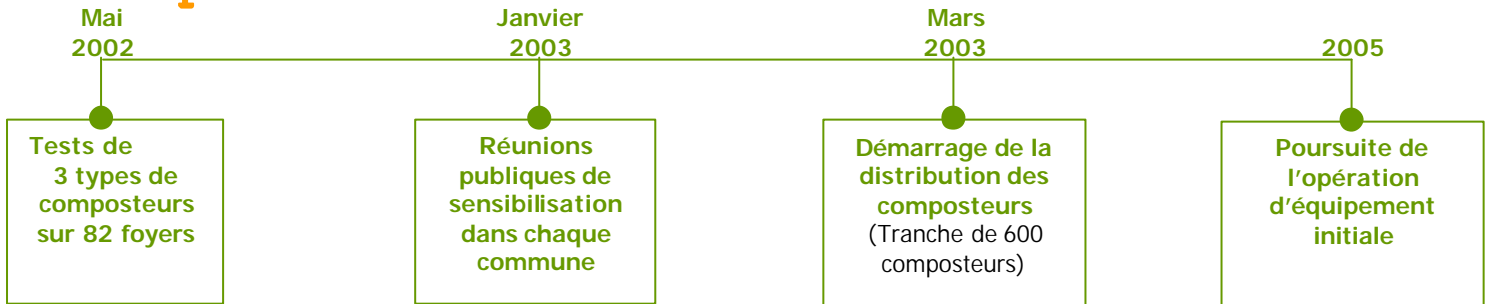 Mai
2002
Janvier
2003
Mars
2003
2005
Tests de
3 types de
composteurs
sur 82 foyers
Réunions
publiques de
sensibilisation
dans chaque
commune
Démarrage de la
distribution des
composteurs
(Tranche de 600
composteurs)
Poursuite de
l'opération
d'équipement
initiale